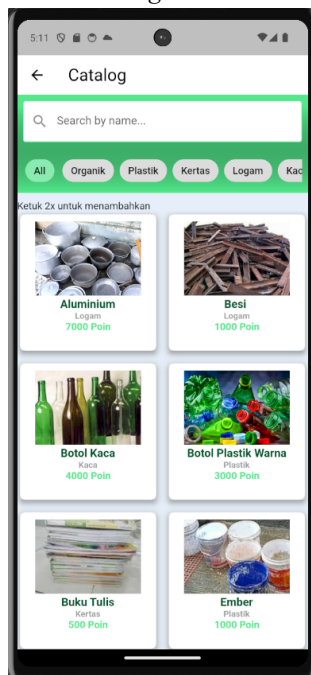 5:11
Catalog
Search by name...
All Organik Plastik Kertas Logam Kac
Ketuk 2x untuk menambahkan
Aluminium
Logam
7000 Poin
Besi
Logam
1000 Poin
Botol Kaca
Kaca
4000 Poin
Botol Plastik Warna
Plastik
3000 Poin
Buku Tulis
Kertas
500 Poin
Ember
Plastik
1000 Poin